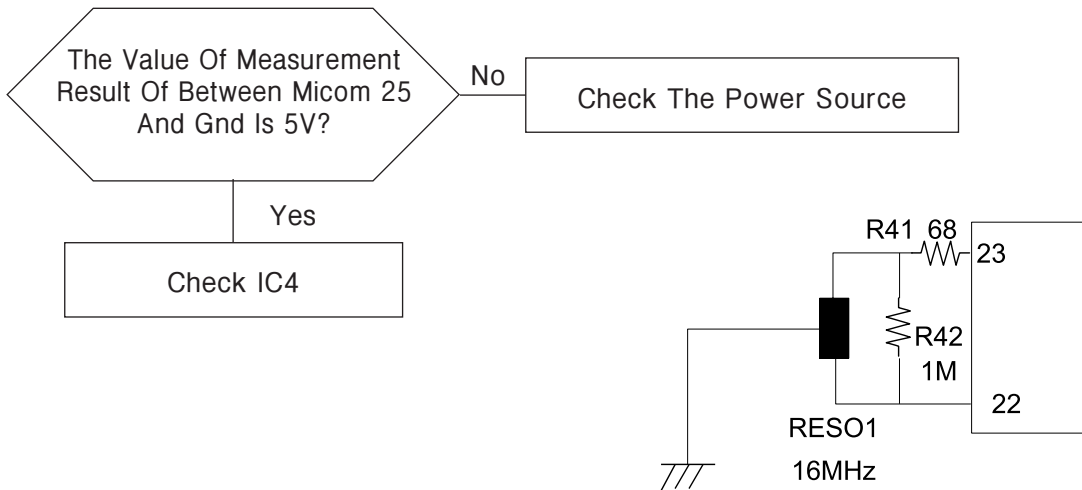 The Value Of Measurement
Result Of Between Micom 25
And Gnd Is 5V?
No
Check The Power Source
Yes
Check IC4
R41 68
23
R42
1M
22
RESO1
16MHz